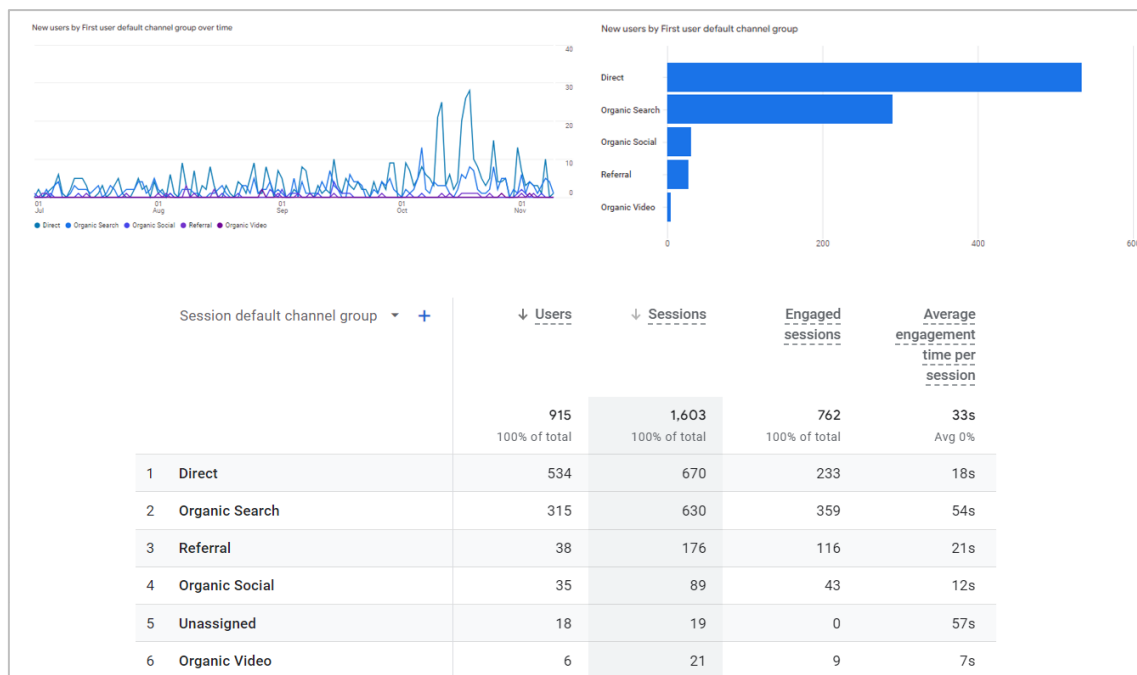 New users by First user default channel group over time
40
30
20
10
0
01 Jul
01 Aug
01 Sep
01 Oct
01 Nov
Direct Organic Search Organic Social Referral Organic Video
New users by First user default channel group
Direct
Organic Search
Organic Social
Referral
Organic Video
0 200 400 600
Session default channel group + ↓ Users ↓ Sessions Engaged sessions Average engagement time per session
915 1,603 762 33s
100% of total 100% of total 100% of total Avg 0%
1 Direct 534 670 233 18s
2 Organic Search 315 630 359 54s
3 Referral 38 176 116 21s
4 Organic Social 35 89 43 12s
5 Unassigned 18 19 0 57s
6 Organic Video 6 21 9 7s